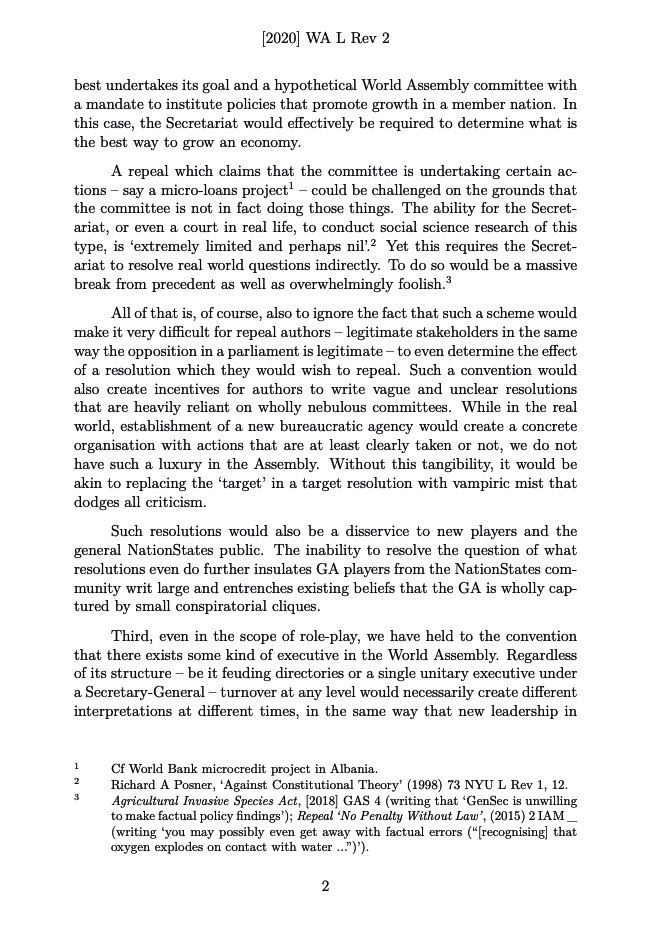 [2020] WA L Rev 2
best undertakes its goal and a hypothetical World Assembly committee with
a mandate to institute policies that promote growth in a member nation. In
this case, the Secretariat would effectively be required to determine what is
the best way to grow an economy.
A repeal which claims that the committee is undertaking certain ac-
tions – say a micro-loans project1 – could be challenged on the grounds that
the committee is not in fact doing those things. The ability for the Secret-
ariat, or even a court in real life, to conduct social science research of this
type, is ‘extremely limited and perhaps nil’.2 Yet this requires the Secret-
ariat to resolve real world questions indirectly. To do so would be a massive
break from precedent as well as overwhelmingly foolish.3
All of that is, of course, also to ignore the fact that such a scheme would
make it very difficult for repeal authors – legitimate stakeholders in the same
way the opposition in a parliament is legitimate – to even determine the effect
of a resolution which they would wish to repeal. Such a convention would
also create incentives for authors to write vague and unclear resolutions
that are heavily reliant on wholly nebulous committees. While in the real
world, establishment of a new bureaucratic agency would create a concrete
organisation with actions that are at least clearly taken or not, we do not
have such a luxury in the Assembly. Without this tangibility, it would be
akin to replacing the ‘target’ in a target resolution with vampiric mist that
dodges all criticism.
Such resolutions would also be a disservice to new players and the
general NationStates public. The inability to resolve the question of what
resolutions even do further insulates GA players from the NationStates com-
munity writ large and entrenches existing beliefs that the GA is wholly cap-
tured by small conspiratorial cliques.
Third, even in the scope of role-play, we have held to the convention
that there exists some kind of executive in the World Assembly. Regardless
of its structure – be it feuding directories or a single unitary executive under
a Secretary-General – turnover at any level would necessarily create different
interpretations at different times, in the same way that new leadership in
1 Cf World Bank microcredit project in Albania.
2 Richard A Posner, ‘Against Constitutional Theory’ (1998) 73 NYU L Rev 1, 12.
3 Agricultural Invasive Species Act, [2018] GAS 4 (writing that ‘GenSec is unwilling
to make factual policy findings’); Repeal ‘No Penalty Without Law’, (2015) 2 IAM _
(writing ‘you may possibly even get away with factual errors (“[recognising] that
oxygen explodes on contact with water ...”)’).
2